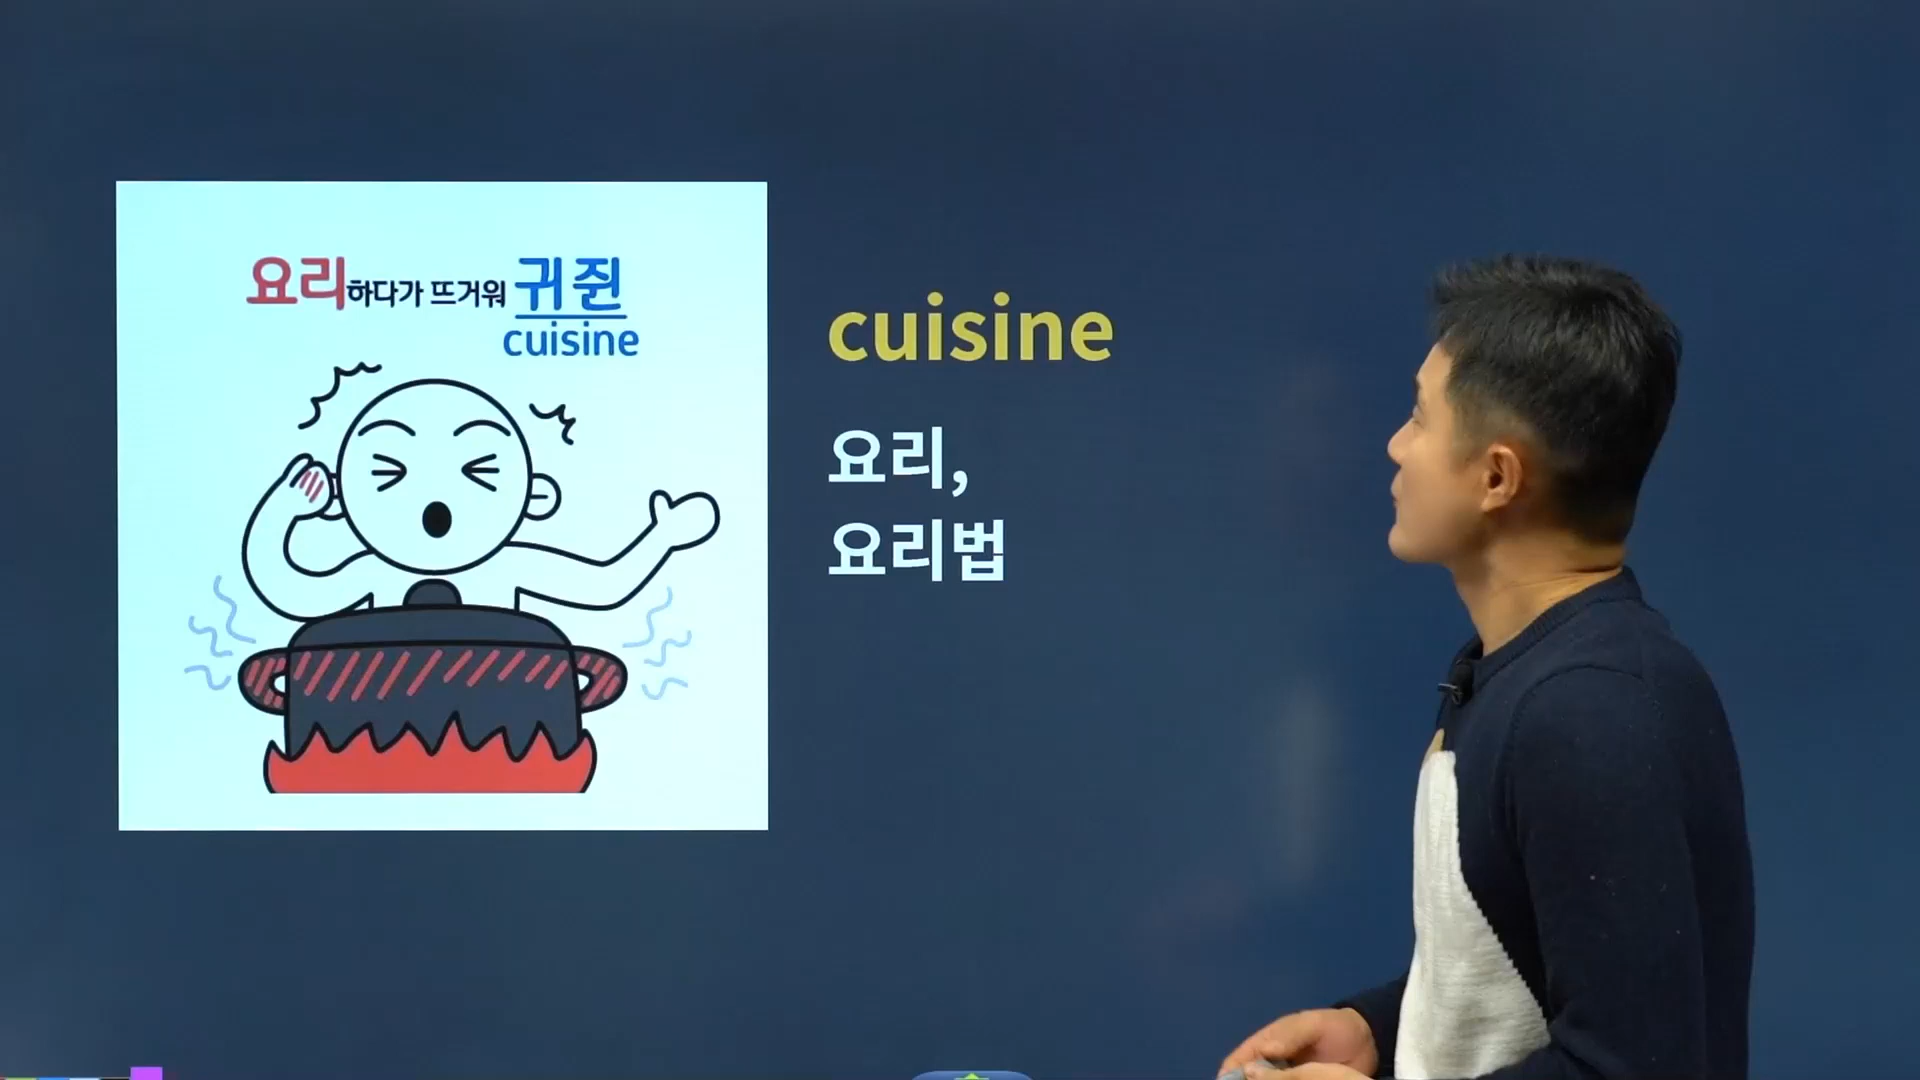 요리하다가 뜨거워 귀쥔
cuisine
cuisine
요리,
요리법